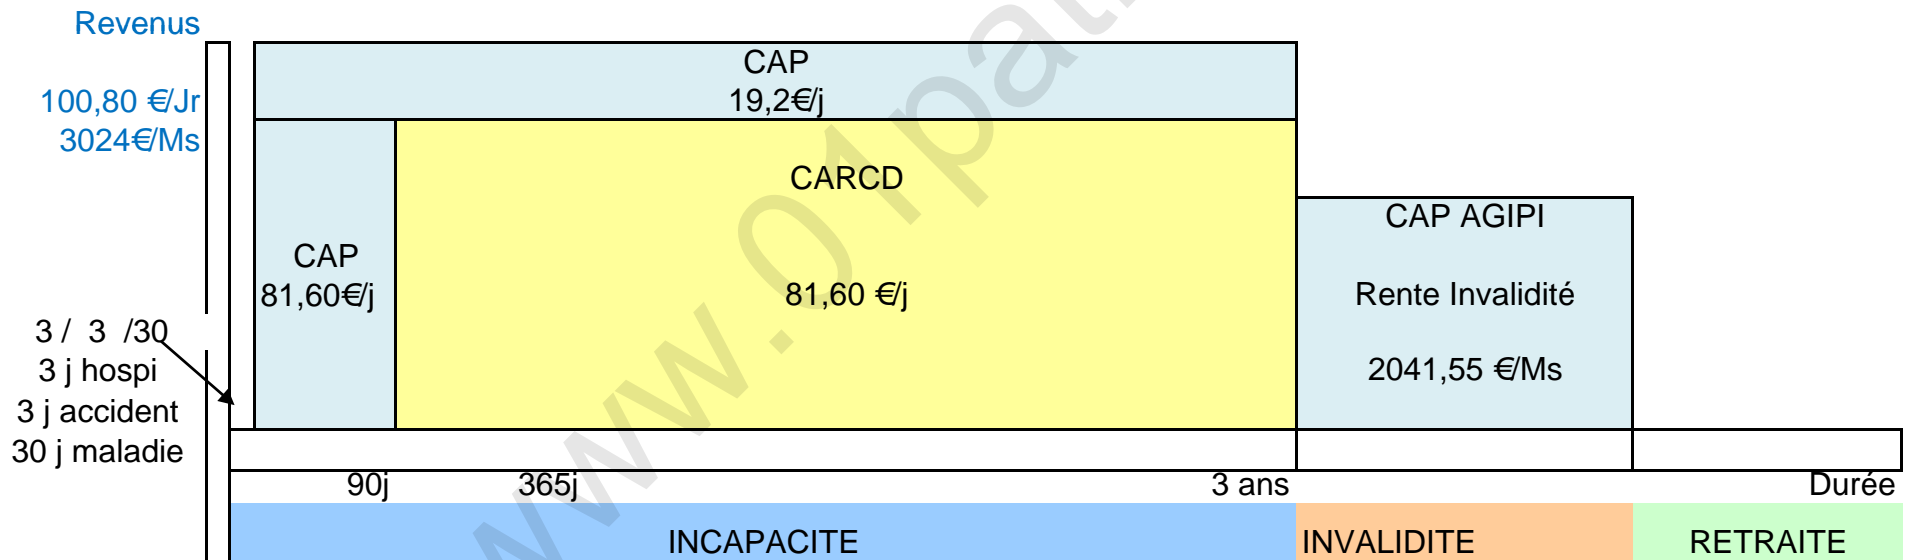 Revenus
100,80 €/Jr
3024€/Ms
CAP
19,2€/j
CARCD
81,60 €/j
CAP
81,60€/j
CAP AGIPI
Rente Invalidité
2041,55 €/Ms
3 / 3 /30
3 j hospi
3 j accident
30 j maladie
90j 365j 3 ans Durée
INCAPACITE INVALIDITE RETRAITE
www.01pat